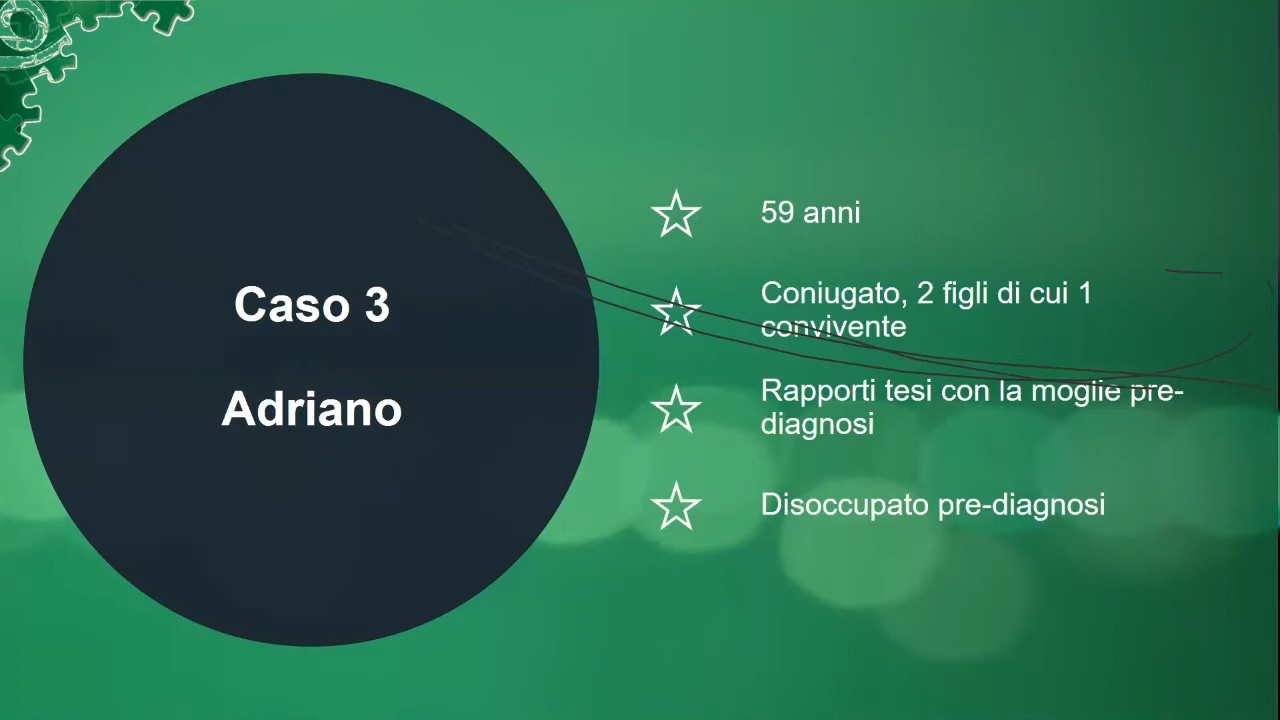 Caso 3
Adriano
59 anni
Coniugato, 2 figli di cui 1
convivente
Rapporti tesi con la moglie pre-
diagnosi
Disoccupato pre-diagnosi